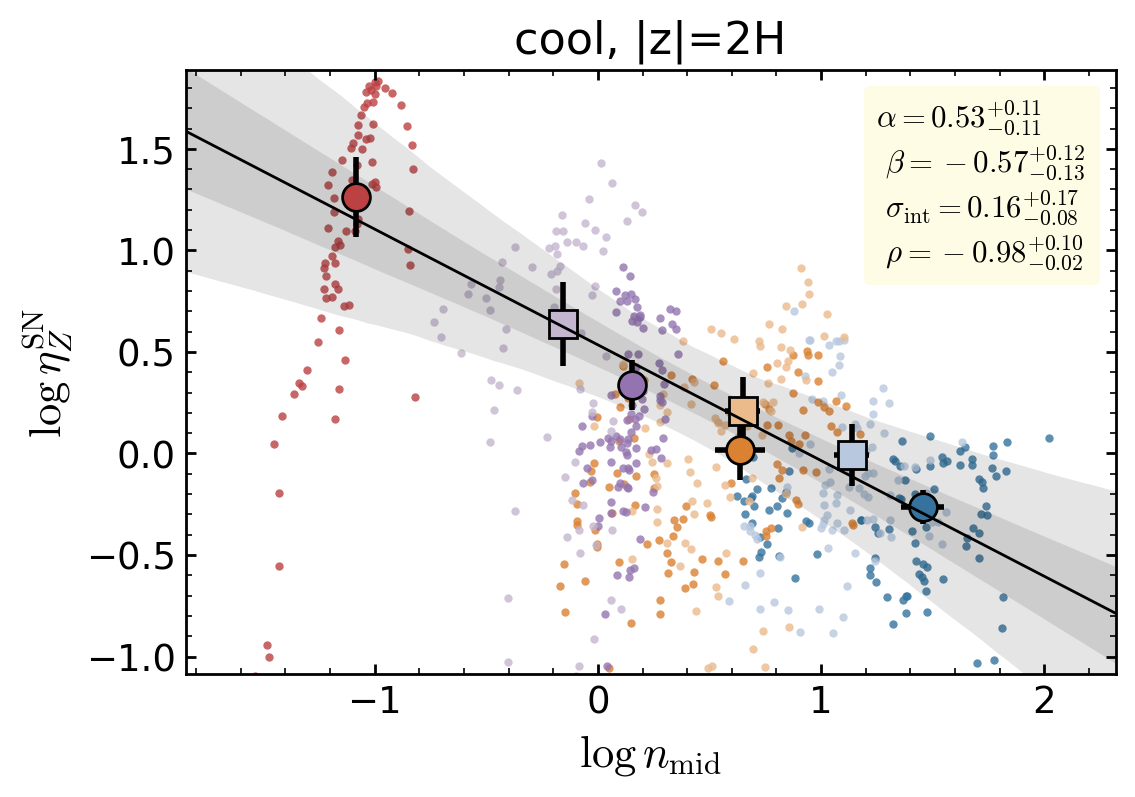 cool, |z|=2H
α = 0.53^{+0.11}_{−0.11}
β = −0.57^{+0.12}_{−0.13}
σ_int = 0.16^{+0.17}_{−0.08}
ρ = −0.98^{+0.10}_{−0.02}
log η_Z^{SN}
1.5
1.0
0.5
0.0
−0.5
−1.0
−1 0 1 2
log n_mid